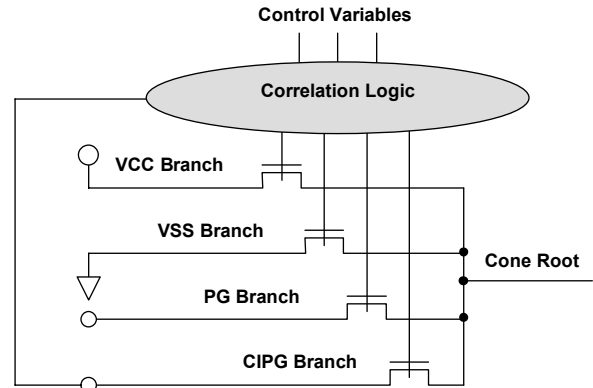 Control Variables
Correlation Logic
VCC Branch
VSS Branch
Cone Root
PG Branch
CIPG Branch